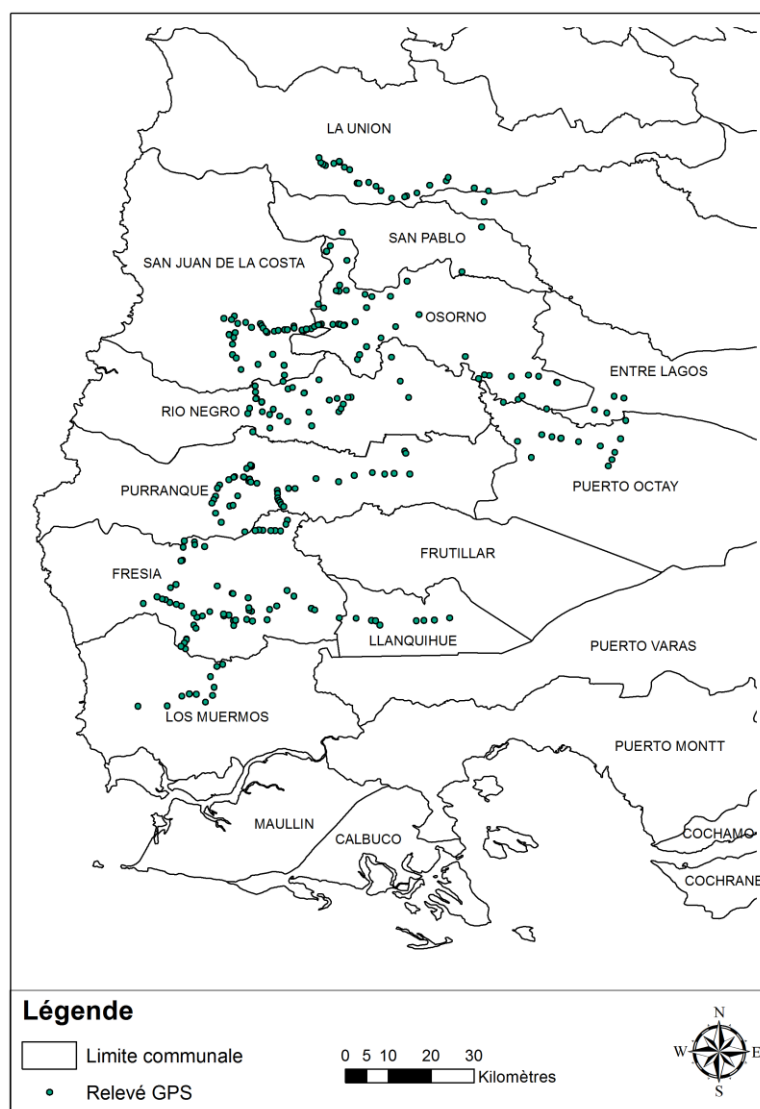 LA UNION
SAN PABLO
SAN JUAN DE LA COSTA
OSORNO
ENTRE LAGOS
RIO NEGRO
PURRANQUE
PUERTO OCTAY
FRUTILLAR
FRESIA
LLANQUIHUE
PUERTO VARAS
LOS MUERMOS
PUERTO MONTT
MAULLIN
CALBUCO
COCHAMO
COCHRANE
Légende
Limite communale
Relevé GPS
0 5 10 20 30
Kilomètres
N
W E
S